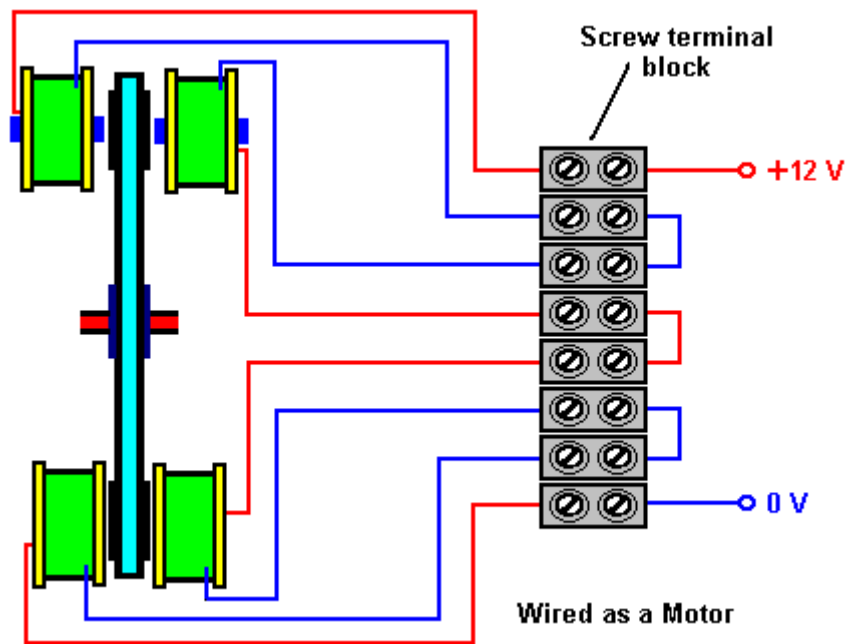 Screw terminal
block
+12 V
0 V
Wired as a Motor